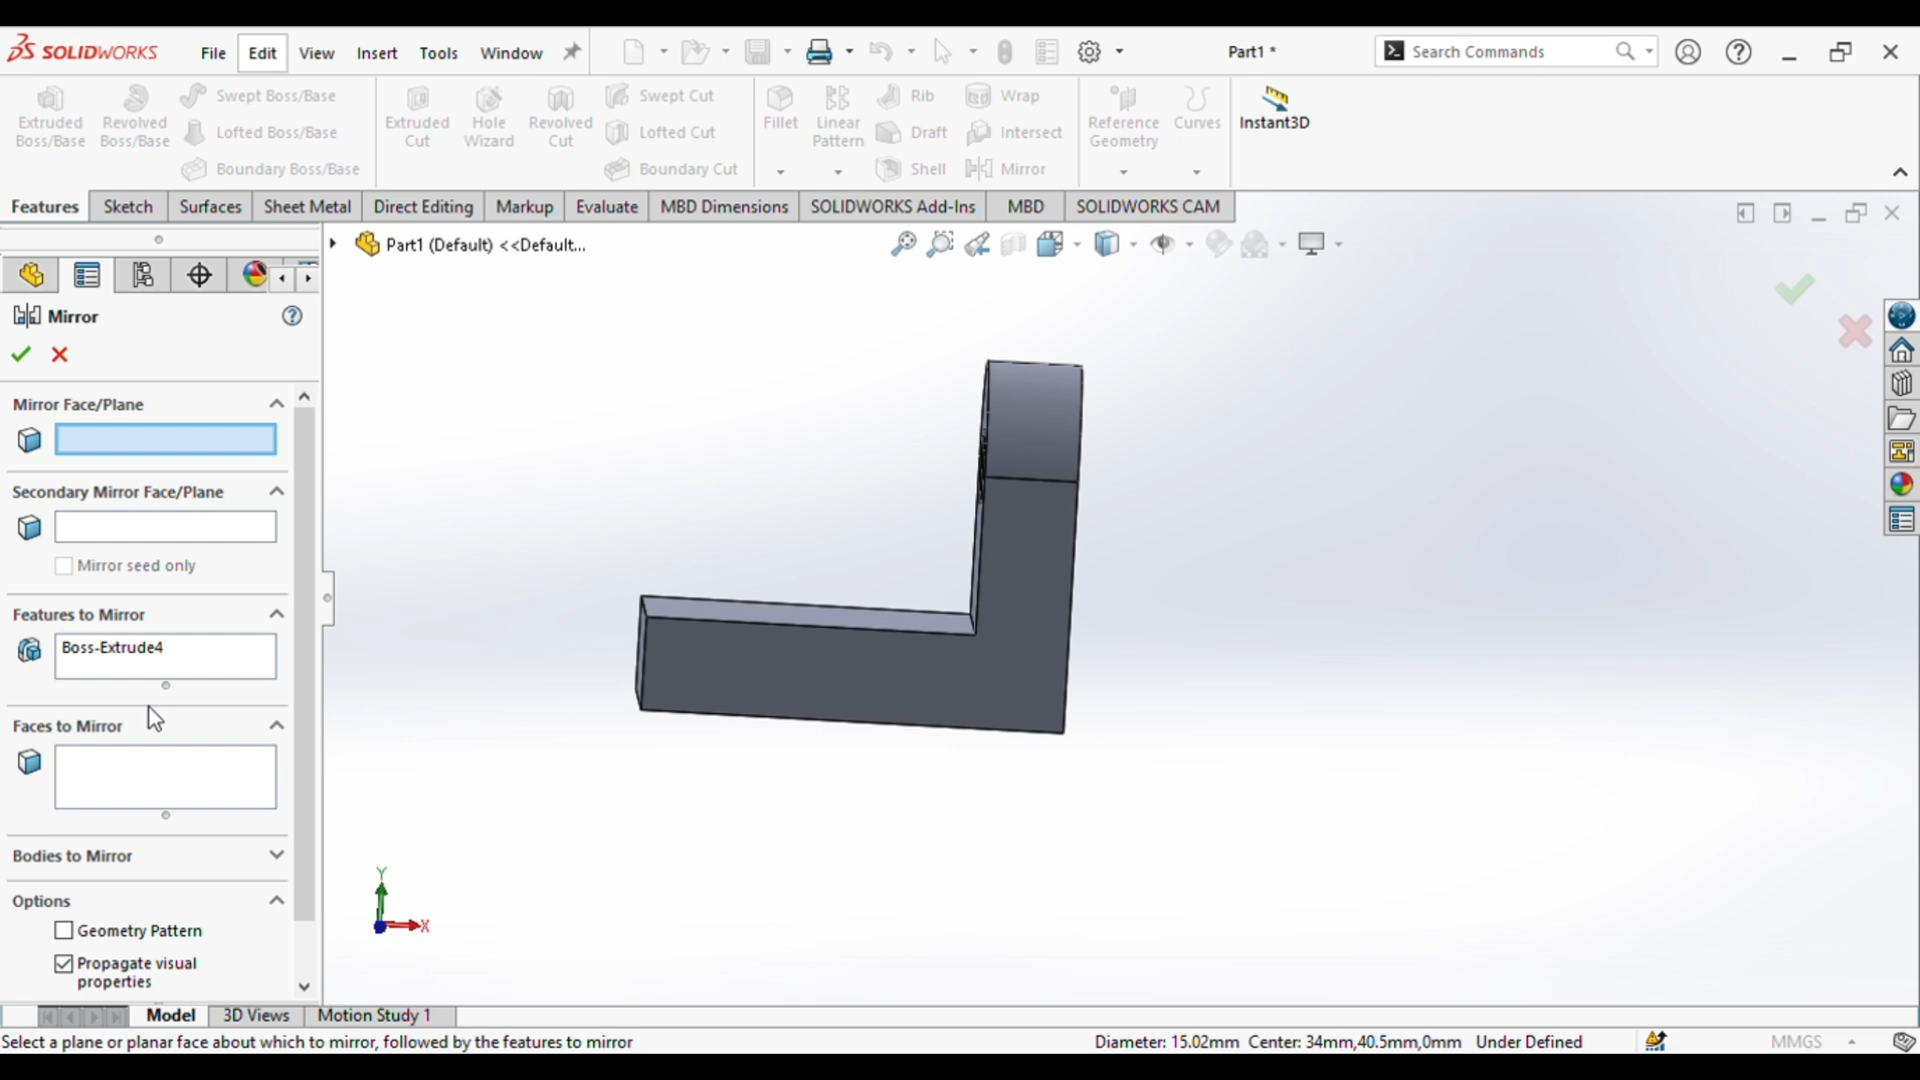 SOLIDWORKS File Edit View Insert Tools Window Part1 * Search Commands
Extruded Boss/Base
Revolved Boss/Base
Swept Boss/Base
Lofted Boss/Base
Boundary Boss/Base
Extruded Cut
Hole Wizard
Revolved Cut
Swept Cut
Lofted Cut
Boundary Cut
Fillet
Linear Pattern
Rib
Draft
Shell
Wrap
Intersect
Mirror
Reference Geometry
Curves
Instant3D
Features Sketch Surfaces Sheet Metal Direct Editing Markup Evaluate MBD Dimensions SOLIDWORKS Add-Ins MBD SOLIDWORKS CAM
Part1 (Default) <<Default...
Mirror
Mirror Face/Plane
Secondary Mirror Face/Plane
Mirror seed only
Features to Mirror
Boss-Extrude4
Faces to Mirror
Bodies to Mirror
Options
Geometry Pattern
Propagate visual
properties
Y
X
Model 3D Views Motion Study 1
Select a plane or planar face about which to mirror, followed by the features to mirror Diameter: 15.02mm Center: 34mm,40.5mm,0mm Under Defined MMGS